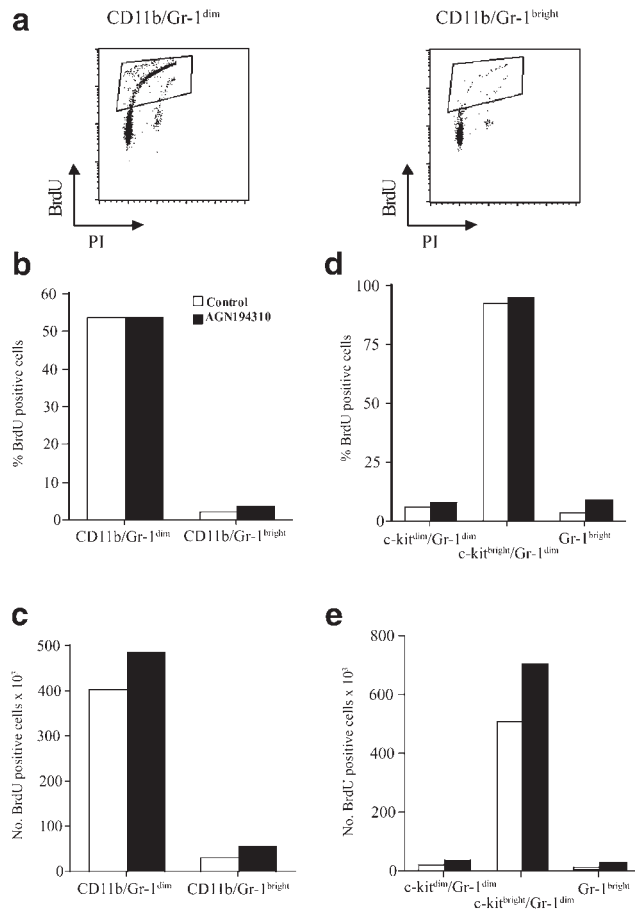 a
CD11b/Gr-1dim
CD11b/Gr-1bright
BrdU
PI
BrdU
PI
b
60
50
40
30
20
10
0
% BrdU positive cells
Control
AGN194310
CD11b/Gr-1dim
CD11b/Gr-1bright
d
100
75
50
25
0
% BrdU positive cells
c-kitdim/Gr-1dim
c-kitbright/Gr-1dim
Gr-1bright
c
500
400
300
200
100
0
No. BrdU positive cells x 10³
CD11b/Gr-1dim
CD11b/Gr-1bright
e
800
600
400
200
0
No. BrdU positive cells x 10³
c-kitdim/Gr-1dim
c-kitbright/Gr-1dim
Gr-1bright